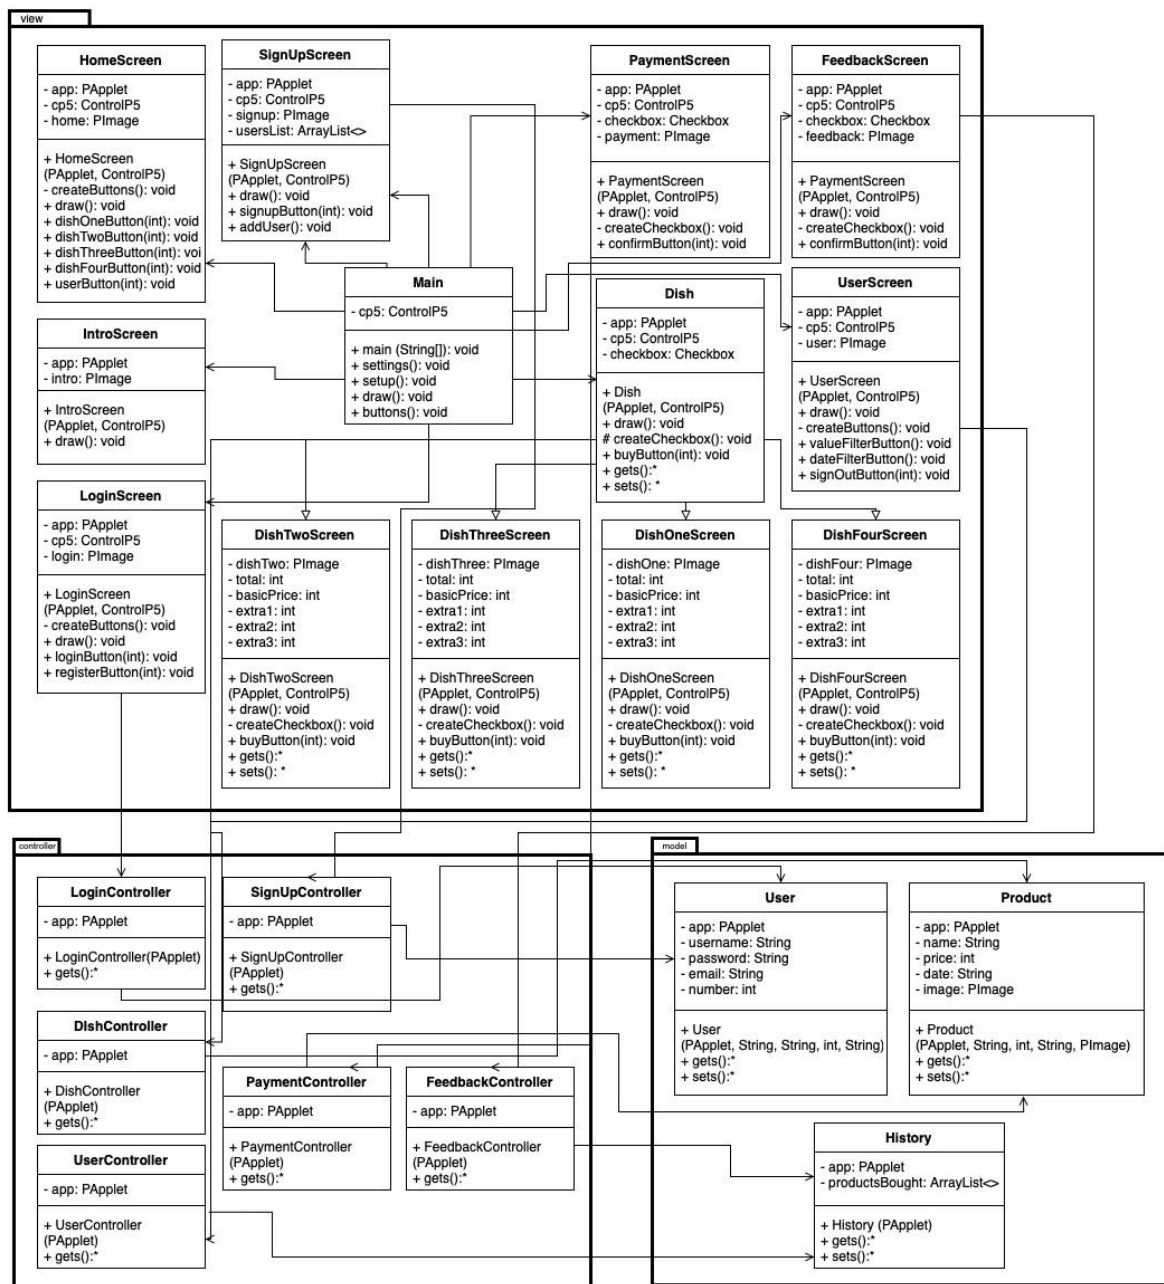 view
HomeScreen
- app: PApplet
- cp5: ControlP5
- home: PImage
+ HomeScreen
(PApplet, ControlP5)
- createButtons(): void
+ draw(): void
+ dishOneButton(int): void
+ dishTwoButton(int): void
+ dishThreeButton(int): voi
+ dishFourButton(int): void
+ userButton(int): void
SignUpScreen
- app: PApplet
- cp5: ControlP5
- signup: PImage
- usersList: ArrayList<>
+ SignUpScreen
(PApplet, ControlP5)
+ draw(): void
+ signupButton(int): void
+ addUser(): void
PaymentScreen
- app: PApplet
- cp5: ControlP5
- checkbox: Checkbox
- payment: PImage
+ PaymentScreen
(PApplet, ControlP5)
+ draw(): void
- createCheckbox(): void
+ confirmButton(int): void
FeedbackScreen
- app: PApplet
- cp5: ControlP5
- checkbox: Checkbox
- feedback: PImage
+ PaymentScreen
(PApplet, ControlP5)
+ draw(): void
- createCheckbox(): void
+ confirmButton(int): void
Main
- cp5: ControlP5
+ main (String[]): void
+ settings(): void
+ setup(): void
+ draw(): void
+ buttons(): void
Dish
- app: PApplet
- cp5: ControlP5
- checkbox: Checkbox
+ Dish
(PApplet, ControlP5)
+ draw(): void
# createCheckbox(): void
+ buyButton(int): void
+ gets():*
+ sets(): *
UserScreen
- app: PApplet
- cp5: ControlP5
- user: PImage
+ UserScreen
(PApplet, ControlP5)
+ draw(): void
- createButtons(): void
+ valueFilterButton(): void
+ dateFilterButton(): void
+ signOutButton(int): void
IntroScreen
- app: PApplet
- intro: PImage
+ IntroScreen
(PApplet, ControlP5)
+ draw(): void
LoginScreen
- app: PApplet
- cp5: ControlP5
- login: PImage
+ LoginScreen
(PApplet, ControlP5)
- createButtons(): void
+ draw(): void
+ loginButton(int): void
+ registerButton(int): void
DishTwoScreen
- dishTwo: PImage
- total: int
- basicPrice: int
- extra1: int
- extra2: int
- extra3: int
+ DishTwoScreen
(PApplet, ControlP5)
+ draw(): void
- createCheckbox(): void
+ buyButton(int): void
+ gets():*
+ sets(): *
DishThreeScreen
- dishThree: PImage
- total: int
- basicPrice: int
- extra1: int
- extra2: int
- extra3: int
+ DishThreeScreen
(PApplet, ControlP5)
+ draw(): void
- createCheckbox(): void
+ buyButton(int): void
+ gets():*
+ sets(): *
DishOneScreen
- dishOne: PImage
- total: int
- basicPrice: int
- extra1: int
- extra2: int
- extra3: int
+ DishOneScreen
(PApplet, ControlP5)
+ draw(): void
- createCheckbox(): void
+ buyButton(int): void
+ gets():*
+ sets(): *
DishFourScreen
- dishFour: PImage
- total: int
- basicPrice: int
- extra1: int
- extra2: int
- extra3: int
+ DishFourScreen
(PApplet, ControlP5)
+ draw(): void
- createCheckbox(): void
+ buyButton(int): void
+ gets():*
+ sets(): *
controller
LoginController
- app: PApplet
+ LoginController(PApplet)
+ gets():*
SignUpController
- app: PApplet
+ SignUpController
(PApplet)
+ gets():*
DIshController
- app: PApplet
+ DishController
(PApplet)
+ gets():*
PaymentController
- app: PApplet
+ PaymentController
(PApplet)
+ gets():*
FeedbackController
- app: PApplet
+ FeedbackController
(PApplet)
+ gets():*
UserController
- app: PApplet
+ UserController
(PApplet)
+ gets():*
model
User
- app: PApplet
- username: String
- password: String
- email: String
- number: int
+ User
(PApplet, String, String, int, String)
+ gets():*
+ sets():*
Product
- app: PApplet
- name: String
- price: int
- date: String
- image: PImage
+ Product
(PApplet, String, int, String, PImage)
+ gets():*
+ sets():*
History
- app: PApplet
- productsBought: ArrayList<>
+ History (PApplet)
+ gets():*
+ sets():*